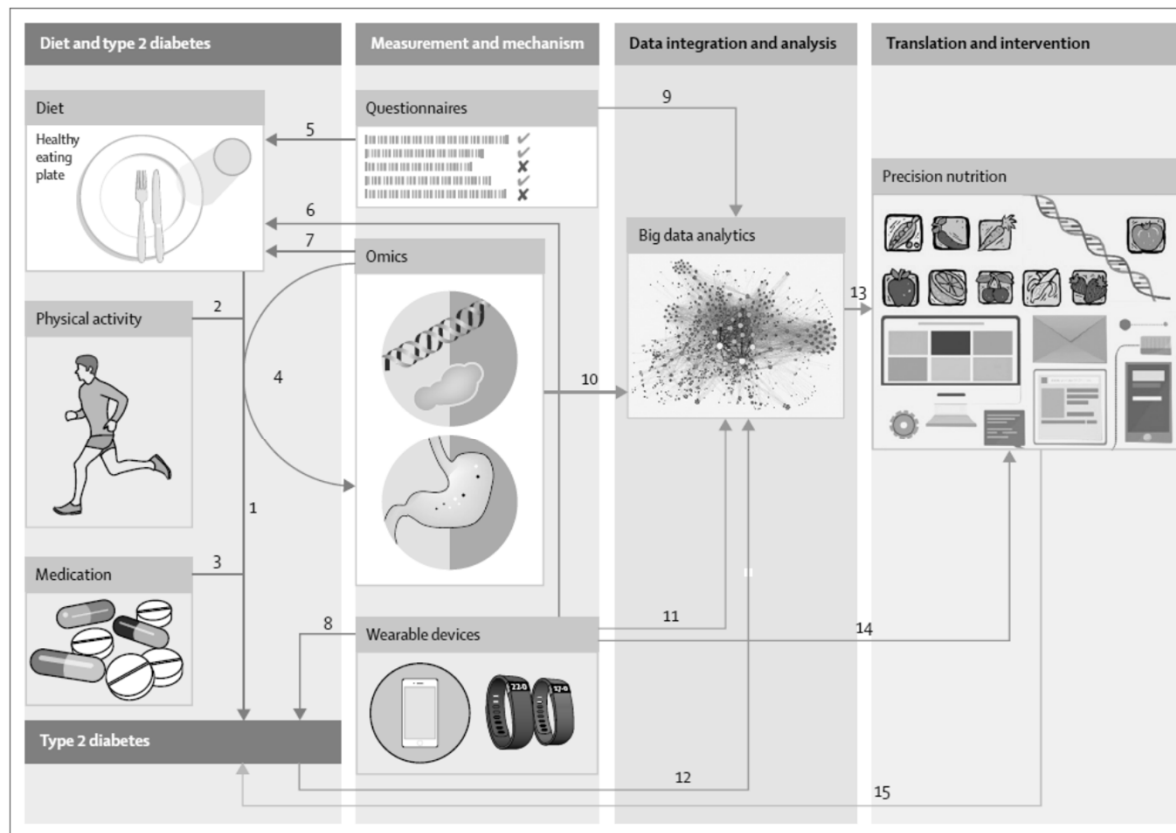 Diet and type 2 diabetes
Measurement and mechanism
Data integration and analysis
Translation and intervention
Diet
Healthy
eating
plate
Questionnaires
5
9
6
7
Omics
Big data analytics
Precision nutrition
13
Physical activity
2
4
10
1
Medication
3
8
Wearable devices
11
14
22:0
Type 2 diabetes
12
15